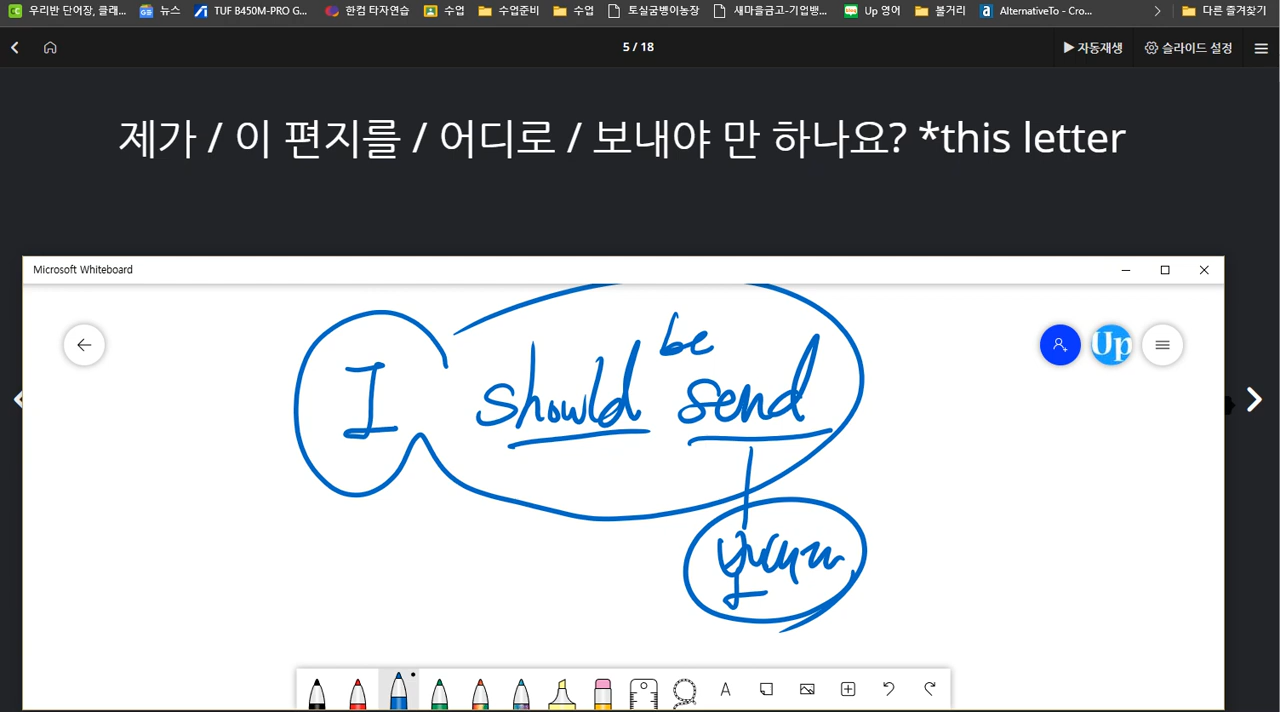 우리반 단어장, 클래... 뉴스 TUF B450M-PRO G... 한컴 타자연습 수업 수업준비 수업 토실굼벵이농장 새마을금고-기업뱅... Up 영어 볼거리 AlternativeTo - Cro... 다른 즐겨찾기
5 / 18 자동재생 슬라이드 설정
제가 / 이 편지를 / 어디로 / 보내야 만 하나요? *this letter
Microsoft Whiteboard
Up
be
I should send